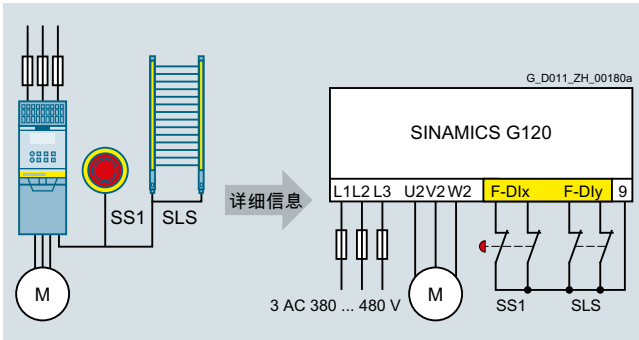 G_D011_ZH_00180a
SINAMICS G120
L1 L2 L3 U2 V2 W2 F-DIx F-DIy 9
SS1 SLS
详细信息
M
M
3 AC 380 ... 480 V
SS1 SLS